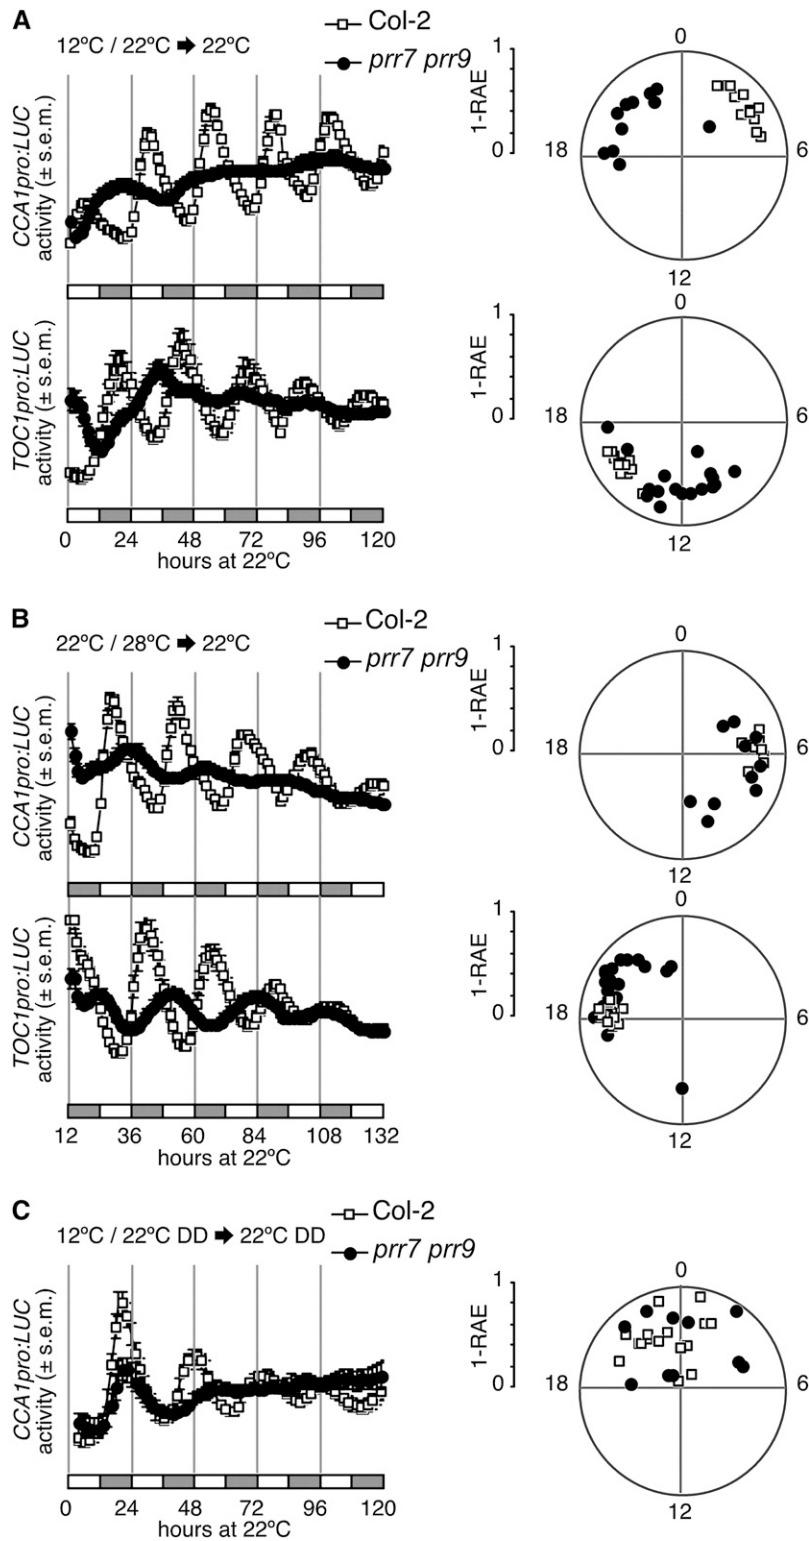 A
12ºC / 22ºC ➡ 22ºC
Col-2
prr7 prr9
CCA1pro:LUC
activity (± s.e.m.)
1
1-RAE
0
0
18
6
12
TOC1pro:LUC
activity (± s.e.m.)
0 24 48 72 96 120
hours at 22ºC
1
1-RAE
0
0
18
6
12
B
22ºC / 28ºC ➡ 22ºC
Col-2
prr7 prr9
CCA1pro:LUC
activity (± s.e.m.)
1
1-RAE
0
0
18
6
12
TOC1pro:LUC
activity (± s.e.m.)
12 36 60 84 108 132
hours at 22ºC
1
1-RAE
0
0
18
6
12
C
12ºC / 22ºC DD ➡ 22ºC DD
Col-2
prr7 prr9
CCA1pro:LUC
activity (± s.e.m.)
0 24 48 72 96 120
hours at 22ºC
1
1-RAE
0
0
18
6
12